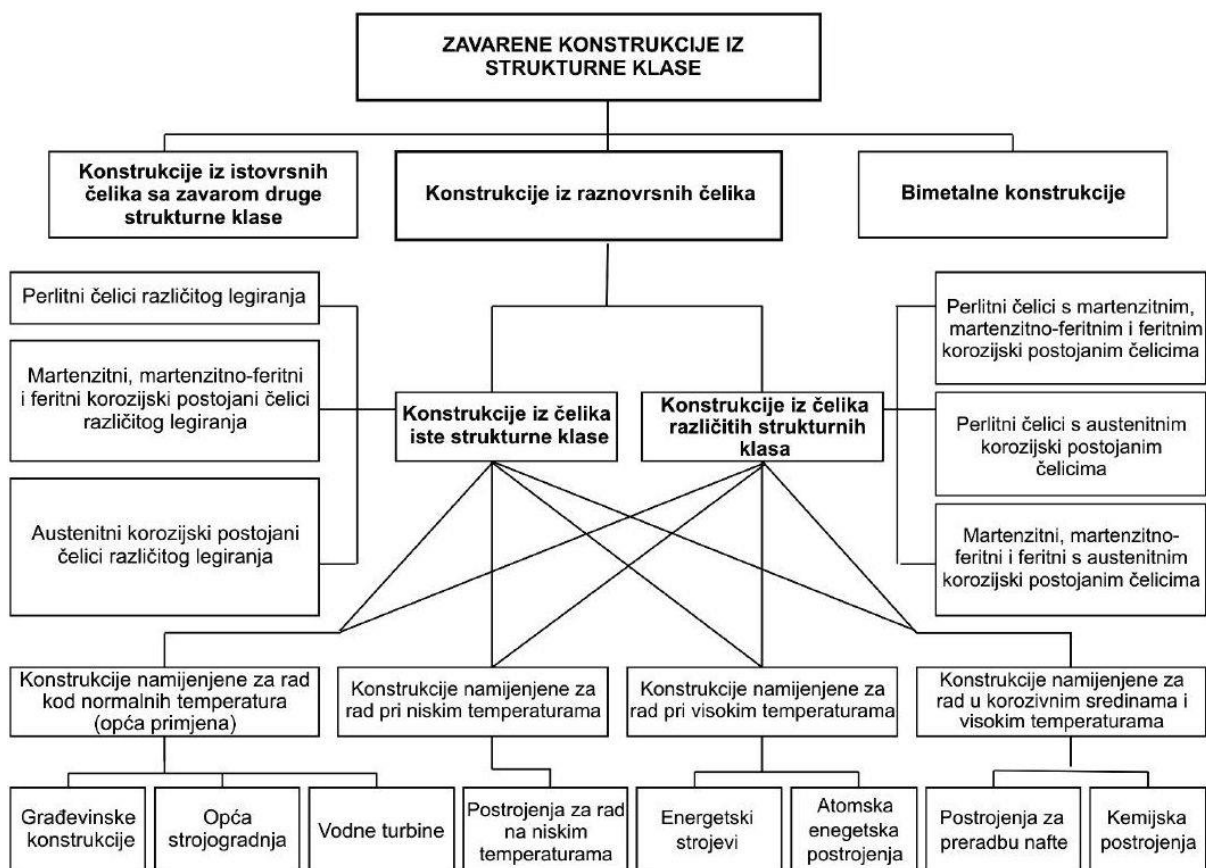 ZAVARENE KONSTRUKCIJE IZ
STRUKTURNE KLASE
Konstrukcije iz istovrsnih
čelika sa zavarom druge
strukturne klase
Konstrukcije iz raznovrsnih čelika
Bimetalne konstrukcije
Perlitni čelici različitog legiranja
Martenzitni, martenzitno-feritni
i feritni korozijski postojani čelici
različitog legiranja
Austenitni korozijski postojani
čelici različitog legiranja
Konstrukcije iz čelika
iste strukturne klase
Konstrukcije iz čelika
različitih strukturnih
klasa
Perlitni čelici s martenzitnim,
martenzitno-feritnim i feritnim
korozijski postojanim čelicima
Perlitni čelici s austenitnim
korozijski postojanim
čelicima
Martenzitni, martenzitno-
feritni i feritni s austenitnim
korozijski postojanim čelicima
Konstrukcije namijenjene za rad
kod normalnih temperatura
(opća primjena)
Konstrukcije namijenjene za
rad pri niskim temperaturama
Konstrukcije namijenjene za
rad pri visokim temperaturama
Konstrukcije namijenjene za
rad u korozivnim sredinama i
visokim temperaturama
Građevinske
konstrukcije
Opća
strojogradnja
Vodne turbine
Postrojenja za rad
na niskim
temperaturama
Energetski
strojevi
Atomska
enegetska
postrojenja
Postrojenja za
preradbu nafte
Kemijska
postrojenja